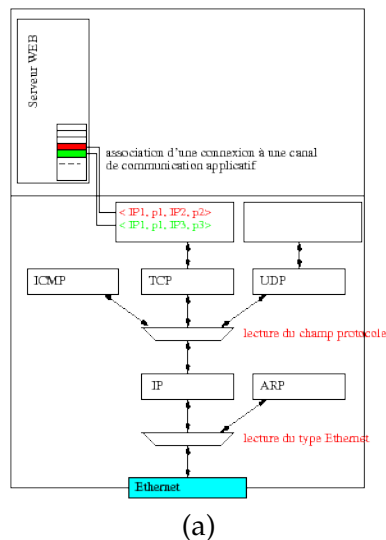 Serveur WEB
association d'une connexion à une canal
de communication applicatif
< IP1, p1, IP2, p2>
< IP1, p1, IP3, p3>
ICMP
TCP
UDP
lecture du champ protocole
IP
ARP
lecture du type Ethernet
Ethernet
(a)